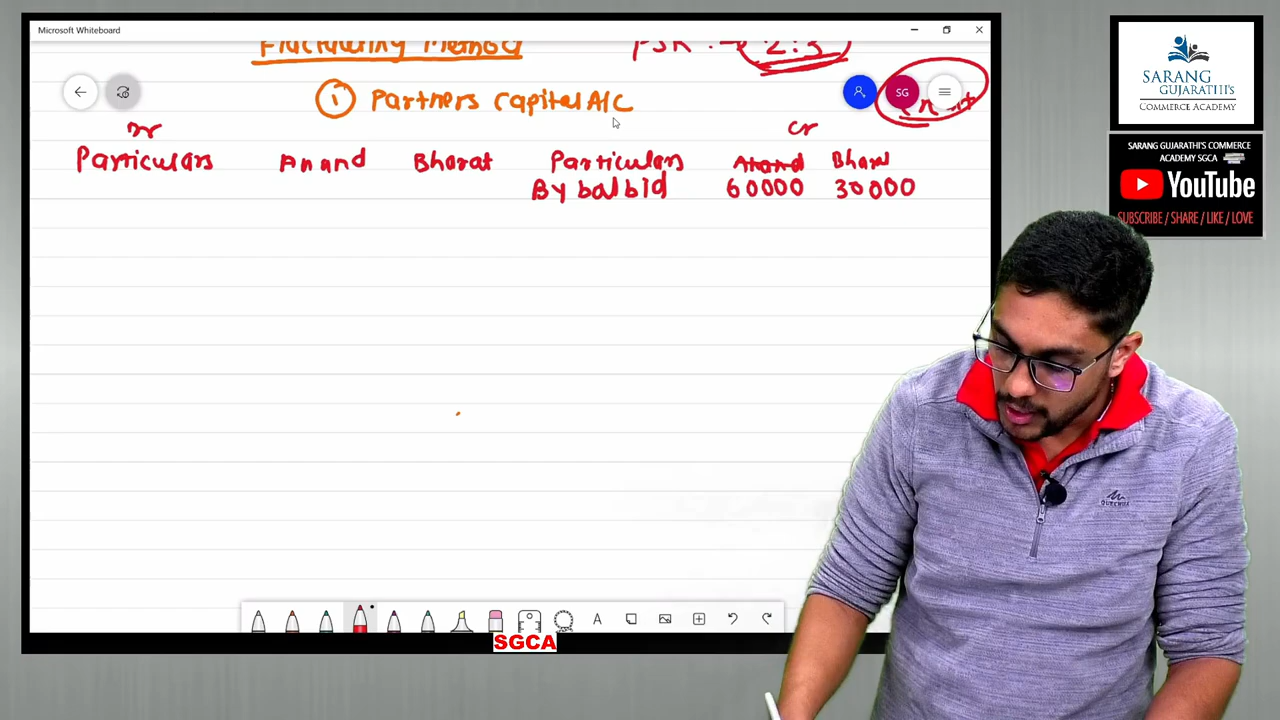 Microsoft Whiteboard
Fluctuating Method
PSR :→ 2:3
① Partners Capital A/C
SG
Dr
Cr
Particulars Anand Bharat Particulars Anand Bharat
By bal b/d 60000 30000
SGCA
SARANG
GUJARATHI'S
COMMERCE ACADEMY
SARANG GUJARATHI'S COMMERCE
ACADEMY SGCA
YouTube
SUBSCRIBE / SHARE / LIKE / LOVE
QUECHUA